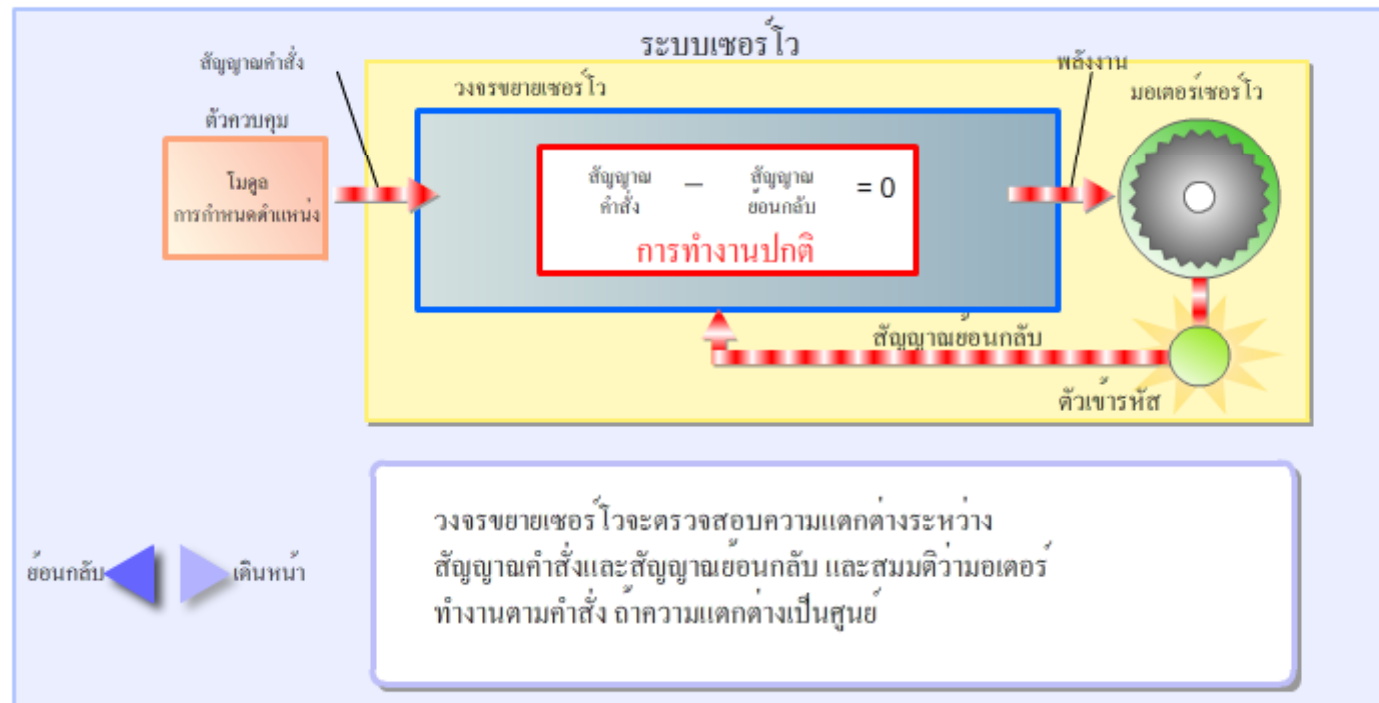 ระบบเซอร์โว
สัญญาณคำสั่ง
พลังงาน
วงจรขยายเซอร์โว
มอเตอร์เซอร์โว
ตัวควบคุม
โมดูล
การกำหนดตำแหน่ง
สัญญาณ — สัญญาณ = 0
คำสั่ง ย้อนกลับ
การทำงานปกติ
สัญญาณย้อนกลับ
ตัวเข้ารหัส
วงจรขยายเซอร์โวจะตรวจสอบความแตกต่างระหว่าง
สัญญาณคำสั่งและสัญญาณย้อนกลับ และสมมติว่ามอเตอร์
ทำงานตามคำสั่ง ถ้าความแตกต่างเป็นศูนย์
ย้อนกลับ เดินหน้า